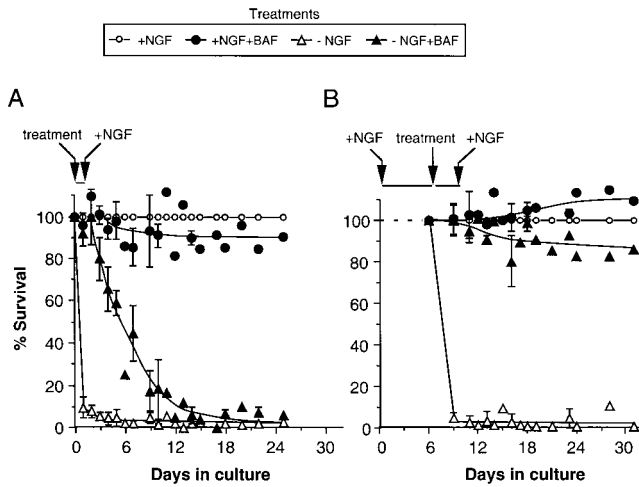 Treatments
+NGF +NGF+BAF - NGF - NGF+BAF
A
B
treatment +NGF
+NGF treatment +NGF
100
80
60
40
20
0
% Survival
0 6 12 18 24 30
Days in culture
100
80
60
40
20
0
0 6 12 18 24 30
Days in culture